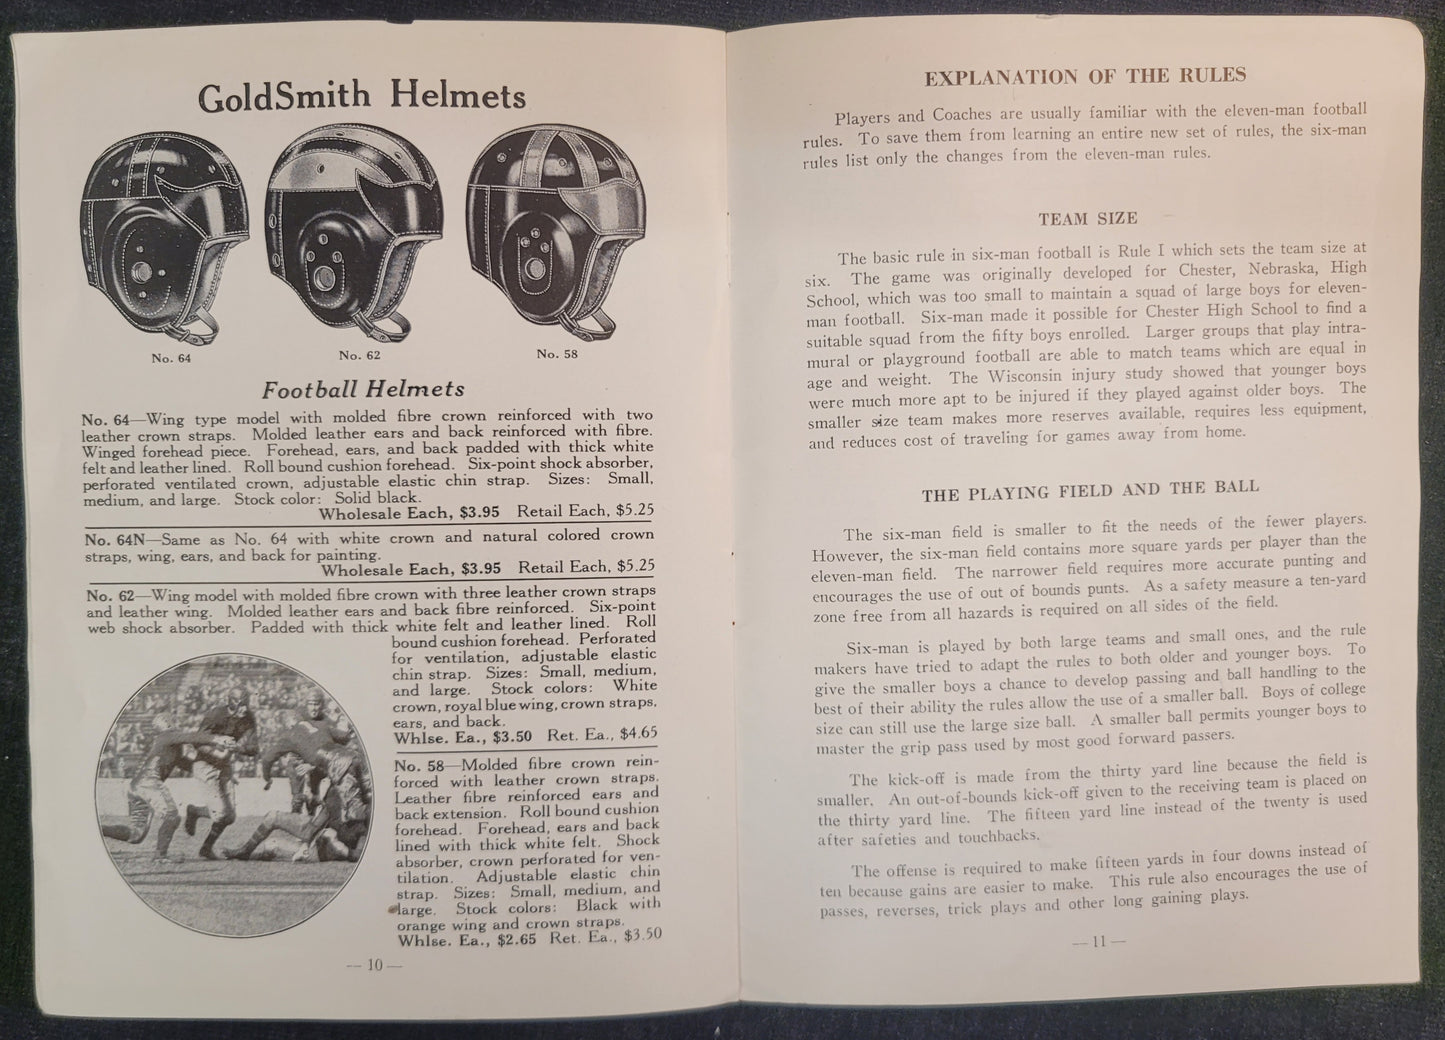 GoldSmith Helmets
No. 64
No. 62
No. 58
Football Helmets
No. 64—Wing type model with molded fibre crown reinforced with two
leather crown straps. Molded leather ears and back reinforced with fibre.
Winged forehead piece. Forehead, ears, and back padded with thick white
felt and leather lined. Roll bound cushion forehead. Six-point shock absorber,
perforated ventilated crown, adjustable elastic chin strap. Sizes: Small,
medium, and large. Stock color: Solid black.
Wholesale Each, $3.95 Retail Each, $5.25
No. 64N—Same as No. 64 with white crown and natural colored crown
straps, wing, ears, and back for painting.
Wholesale Each, $3.95 Retail Each, $5.25
No. 62—Wing model with molded fibre crown with three leather crown straps
and leather wing. Molded leather ears and back fibre reinforced. Six-point
web shock absorber. Padded with thick white felt and leather lined. Roll
bound cushion forehead. Perforated
for ventilation, adjustable elastic
chin strap. Sizes: Small, medium,
and large. Stock colors: White
crown, royal blue wing, crown straps,
ears, and back.
Whlse. Ea., $3.50 Ret. Ea., $4.65
No. 58—Molded fibre crown rein-
forced with leather crown straps.
Leather fibre reinforced ears and
back extension. Roll bound cushion
forehead. Forehead, ears and back
lined with thick white felt. Shock
absorber, crown perforated for ven-
tilation. Adjustable elastic chin
strap. Sizes: Small, medium, and
large. Stock colors: Black with
orange wing and crown straps.
Whlse. Ea., $2.65 Ret. Ea., $3.50
— 10 —
EXPLANATION OF THE RULES
Players and Coaches are usually familiar with the eleven-man football
rules. To save them from learning an entire new set of rules, the six-man
rules list only the changes from the eleven-man rules.
TEAM SIZE
The basic rule in six-man football is Rule I which sets the team size at
six. The game was originally developed for Chester, Nebraska, High
School, which was too small to maintain a squad of large boys for eleven-
man football. Six-man made it possible for Chester High School to find a
suitable squad from the fifty boys enrolled. Larger groups that play intra-
mural or playground football are able to match teams which are equal in
age and weight. The Wisconsin injury study showed that younger boys
were much more apt to be injured if they played against older boys. The
smaller size team makes more reserves available, requires less equipment,
and reduces cost of traveling for games away from home.
THE PLAYING FIELD AND THE BALL
The six-man field is smaller to fit the needs of the fewer players.
However, the six-man field contains more square yards per player than the
eleven-man field. The narrower field requires more accurate punting and
encourages the use of out of bounds punts. As a safety measure a ten-yard
zone free from all hazards is required on all sides of the field.
Six-man is played by both large teams and small ones, and the rule
makers have tried to adapt the rules to both older and younger boys. To
give the smaller boys a chance to develop passing and ball handling to the
best of their ability the rules allow the use of a smaller ball. Boys of college
size can still use the large size ball. A smaller ball permits younger boys to
master the grip pass used by most good forward passers.
The kick-off is made from the thirty yard line because the field is
smaller. An out-of-bounds kick-off given to the receiving team is placed on
the thirty yard line. The fifteen yard line instead of the twenty is used
after safeties and touchbacks.
The offense is required to make fifteen yards in four downs instead of
ten because gains are easier to make. This rule also encourages the use of
passes, reverses, trick plays and other long gaining plays.
— 11 —